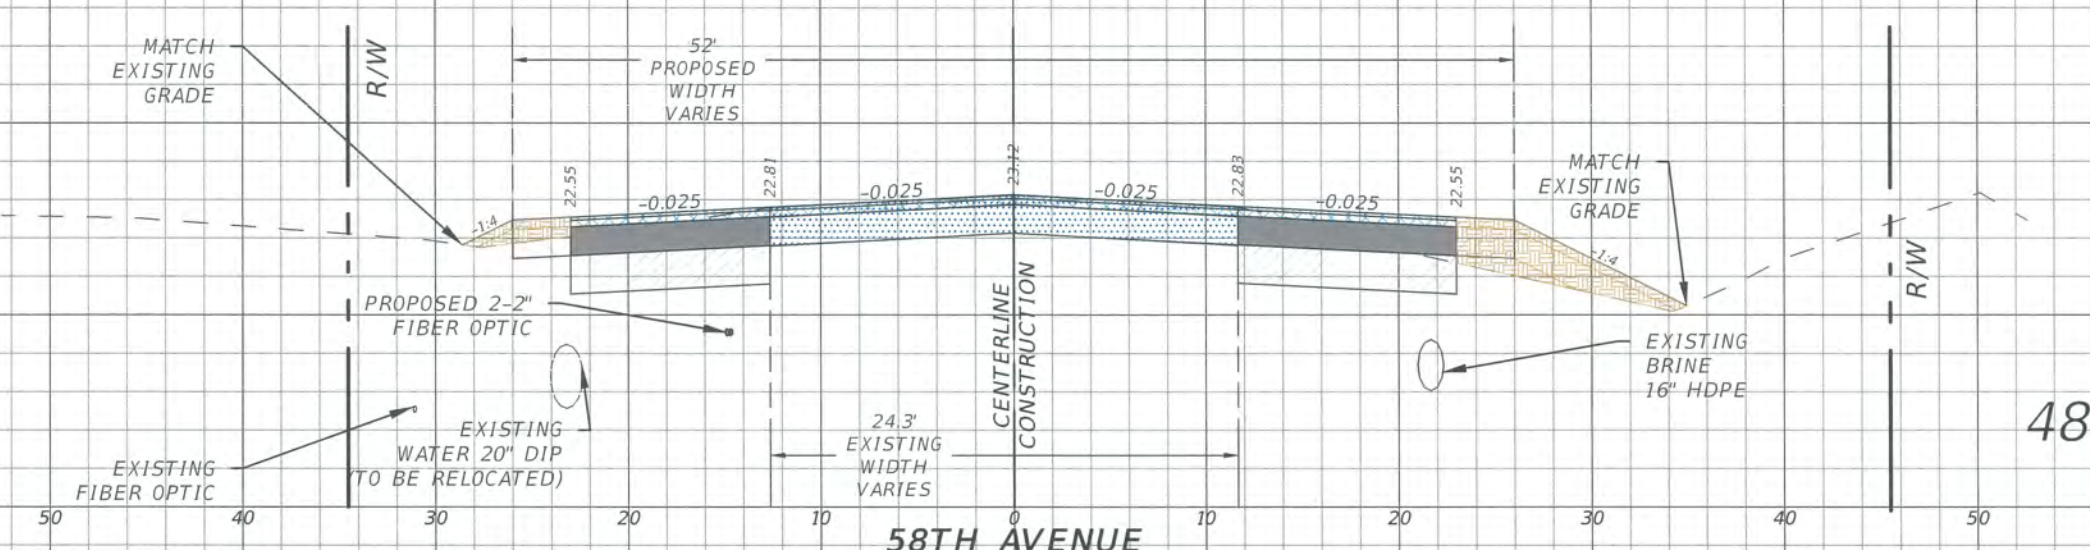 MATCH
EXISTING
GRADE
R/W
52'
PROPOSED
WIDTH
VARIES
MATCH
EXISTING
GRADE
R/W
22.55
22.81
23.12
22.83
22.55
-1:4
-0.025
-0.025
-0.025
-0.025
-1:4
PROPOSED 2-2"
FIBER OPTIC
CENTERLINE
CONSTRUCTION
EXISTING
BRINE
16" HDPE
EXISTING
WATER 20" DIP
(TO BE RELOCATED)
24.3'
EXISTING
WIDTH
VARIES
48
EXISTING
FIBER OPTIC
50 40 30 20 10 0 10 20 30 40 50
58TH AVENUE